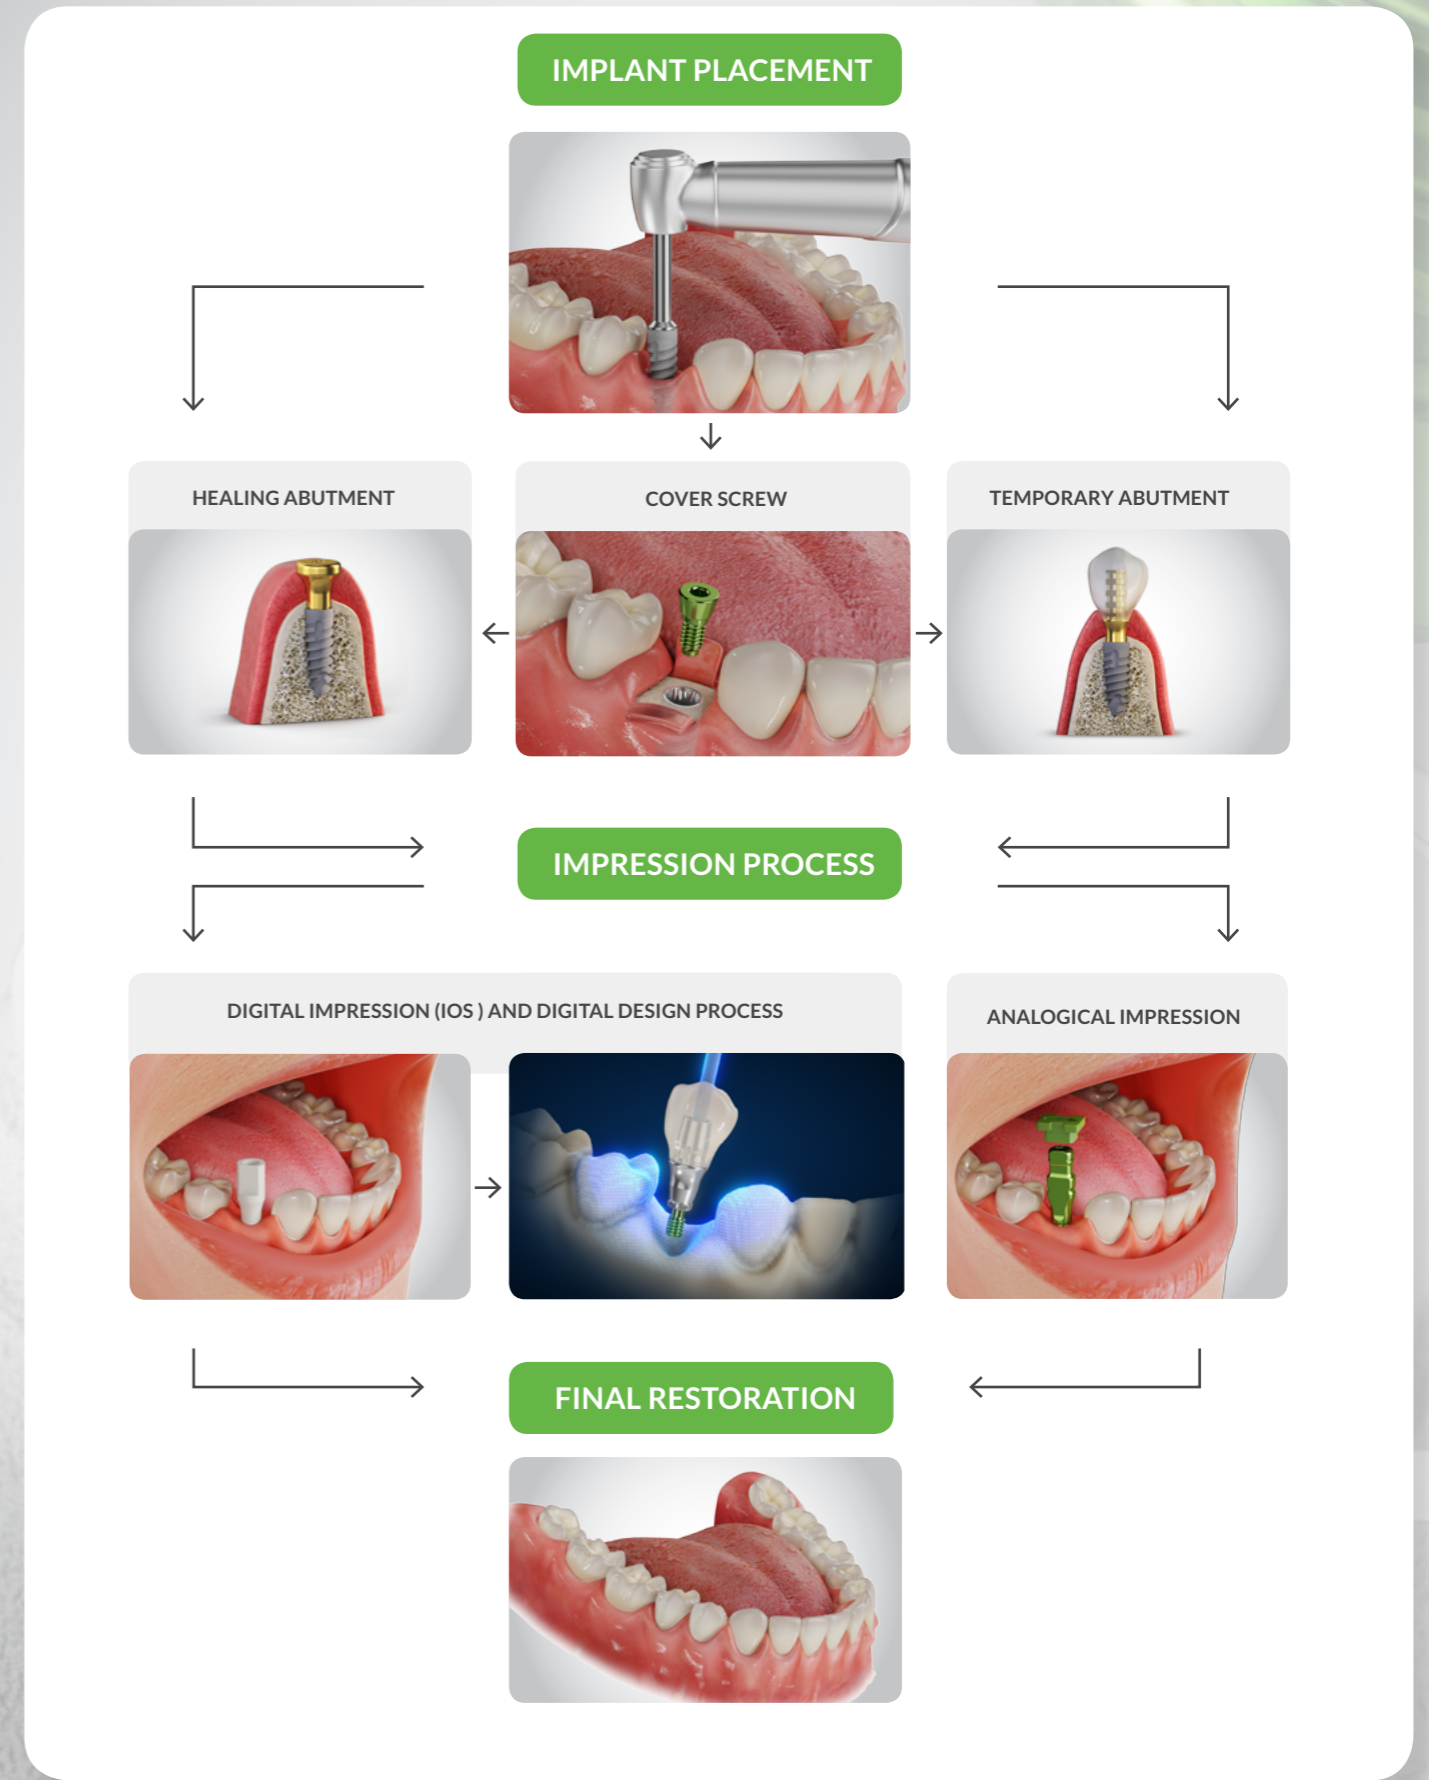 IMPLANT PLACEMENT
HEALING ABUTMENT
COVER SCREW
TEMPORARY ABUTMENT
IMPRESSION PROCESS
DIGITAL IMPRESSION (IOS ) AND DIGITAL DESIGN PROCESS
ANALOGICAL IMPRESSION
FINAL RESTORATION